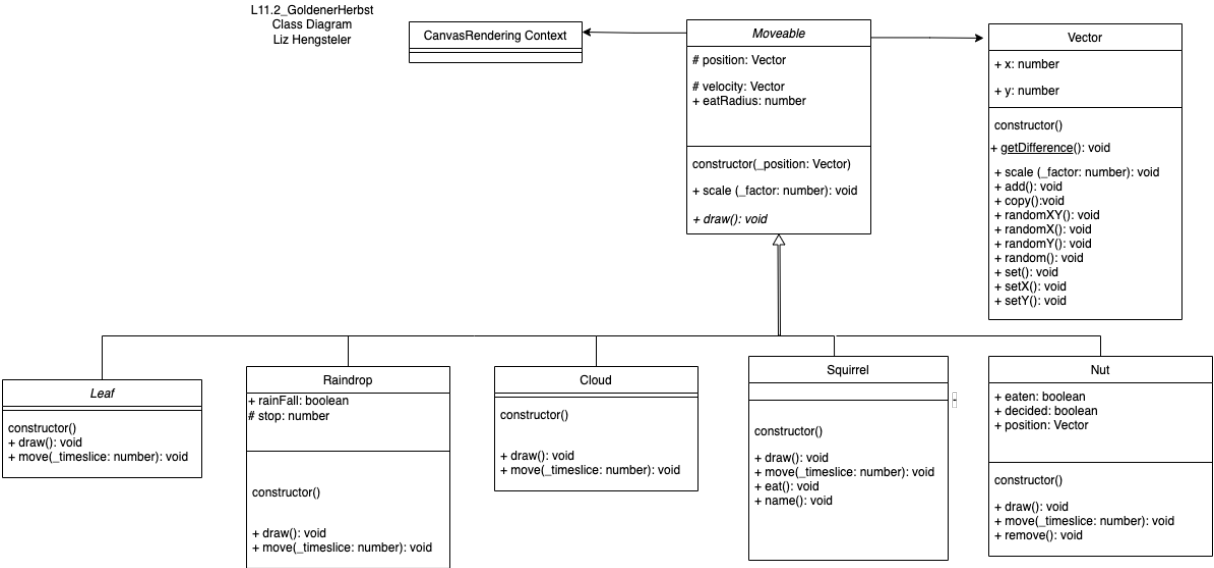 L11.2_GoldenerHerbst
Class Diagram
Liz Hengsteler
CanvasRendering Context
Moveable
# position: Vector
# velocity: Vector
+ eatRadius: number
constructor(_position: Vector)
+ scale (_factor: number): void
+ draw(): void
Vector
+ x: number
+ y: number
constructor()
+ getDifference(): void
+ scale (_factor: number): void
+ add(): void
+ copy():void
+ randomXY(): void
+ randomX(): void
+ randomY(): void
+ random(): void
+ set(): void
+ setX(): void
+ setY(): void
Leaf
constructor()
+ draw(): void
+ move(_timeslice: number): void
Raindrop
+ rainFall: boolean
# stop: number
constructor()
+ draw(): void
+ move(_timeslice: number): void
Cloud
constructor()
+ draw(): void
+ move(_timeslice: number): void
Squirrel
constructor()
+ draw(): void
+ move(_timeslice: number): void
+ eat(): void
+ name(): void
Nut
+ eaten: boolean
+ decided: boolean
+ position: Vector
constructor()
+ draw(): void
+ move(_timeslice: number): void
+ remove(): void